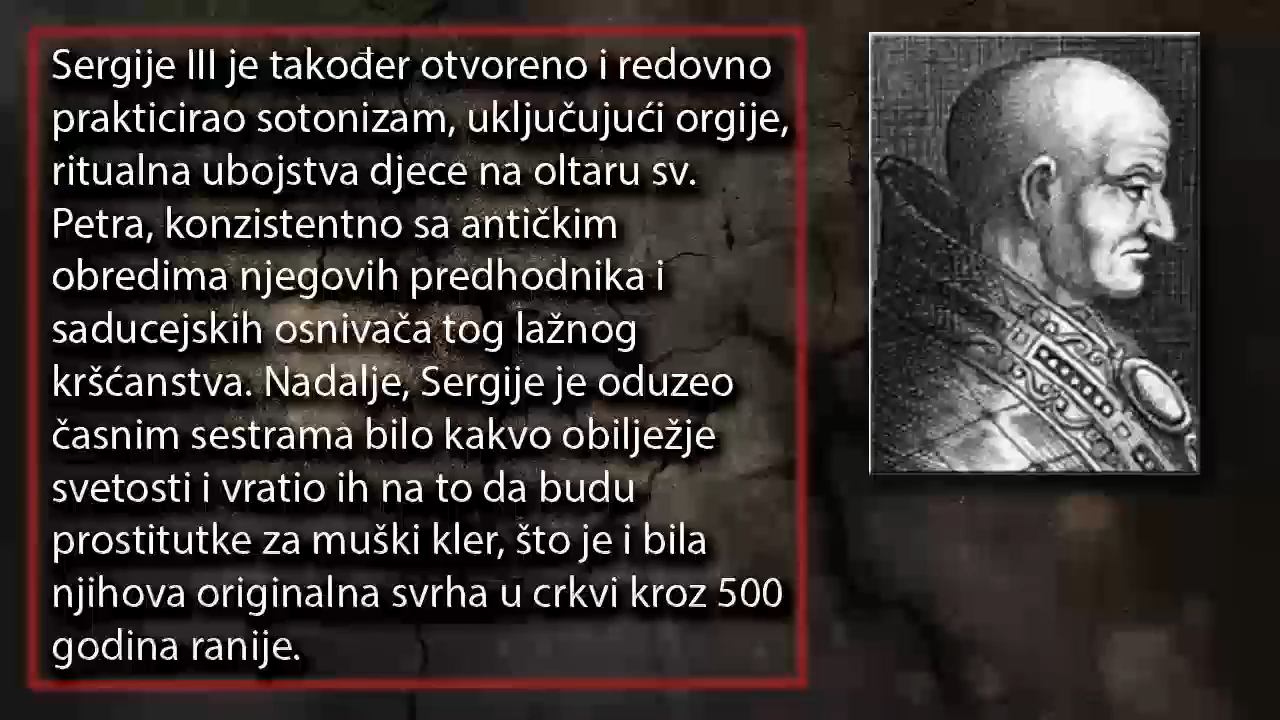 Sergije III je također otvoreno i redovno
prakticirao sotonizam, uključujući orgije,
ritualna ubojstva djece na oltaru sv.
Petra, konzistentno sa antičkim
obredima njegovih predhodnika i
saducejskih osnivača tog lažnog
kršćanstva. Nadalje, Sergije je oduzeo
časnim sestrama bilo kakvo obilježje
svetosti i vratio ih na to da budu
prostitutke za muški kler, što je i bila
njihova originalna svrha u crkvi kroz 500
godina ranije.